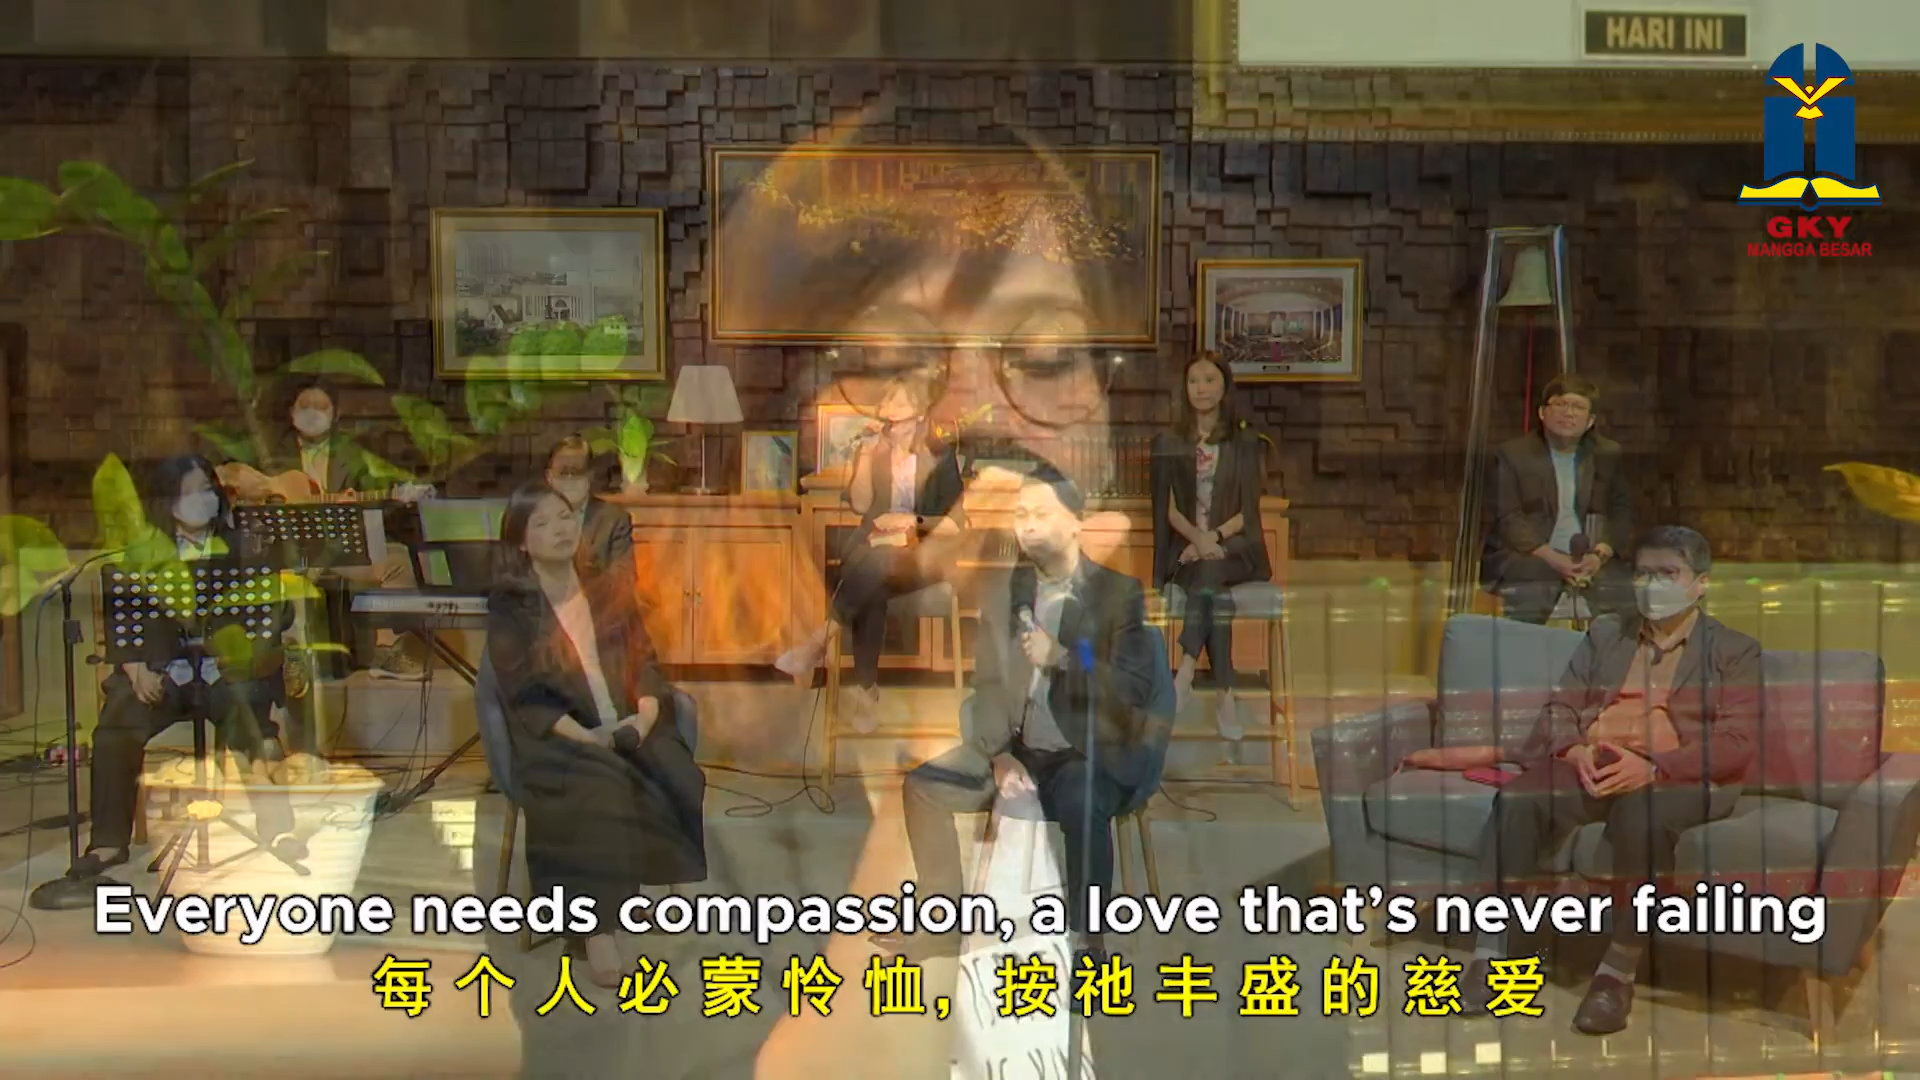 HARI INI
GKY
MANGGA BESAR
Everyone needs compassion, a love that's never failing
每个人必蒙怜恤，按祂丰盛的慈爱